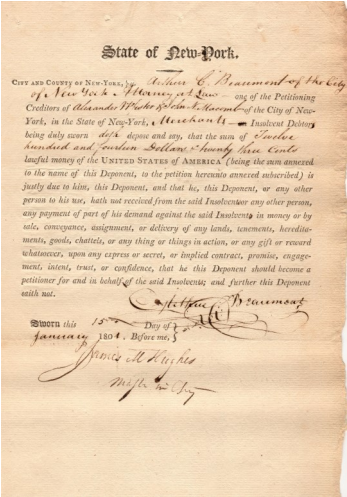 State of New-York.
CITY AND COUNTY OF NEW-YORK, ss. Arthur C. Beaumont of the City
of New York Attorney at Law one of the Petitioning
Creditors of Alexander & John N. Macomb of the City of New-
York, in the State of New-York, Merchants Insolvent Debtors
being duly sworn doth depose and say, that the sum of Twelve
hundred and fourteen Dollars & twenty three Cents
lawful money of the UNITED STATES OF AMERICA (being the sum annexed
to the name of this Deponent, to the petition hereunto annexed subscribed) is
justly due to him, this Deponent, and that he, this Deponent, or any other
person to his use, hath not received from the said Insolvents or any other person,
any payment of part of his demand against the said Insolvents in money or by
sale, conveyance, assignment, or delivery of any lands, tenements, heredita-
ments, goods, chattels, or any thing or things in action, or any gift or reward
whatsoever, upon any express or secret, or implied contract, promise, engage-
ment, intent, trust, or confidence, that he this Deponent should become a
petitioner for and in behalf of the said Insolvents; and further this Deponent
saith not.
Arthur C Beaumont
SWORN this 15 Day of
January 180 Before me,
James M Hughes